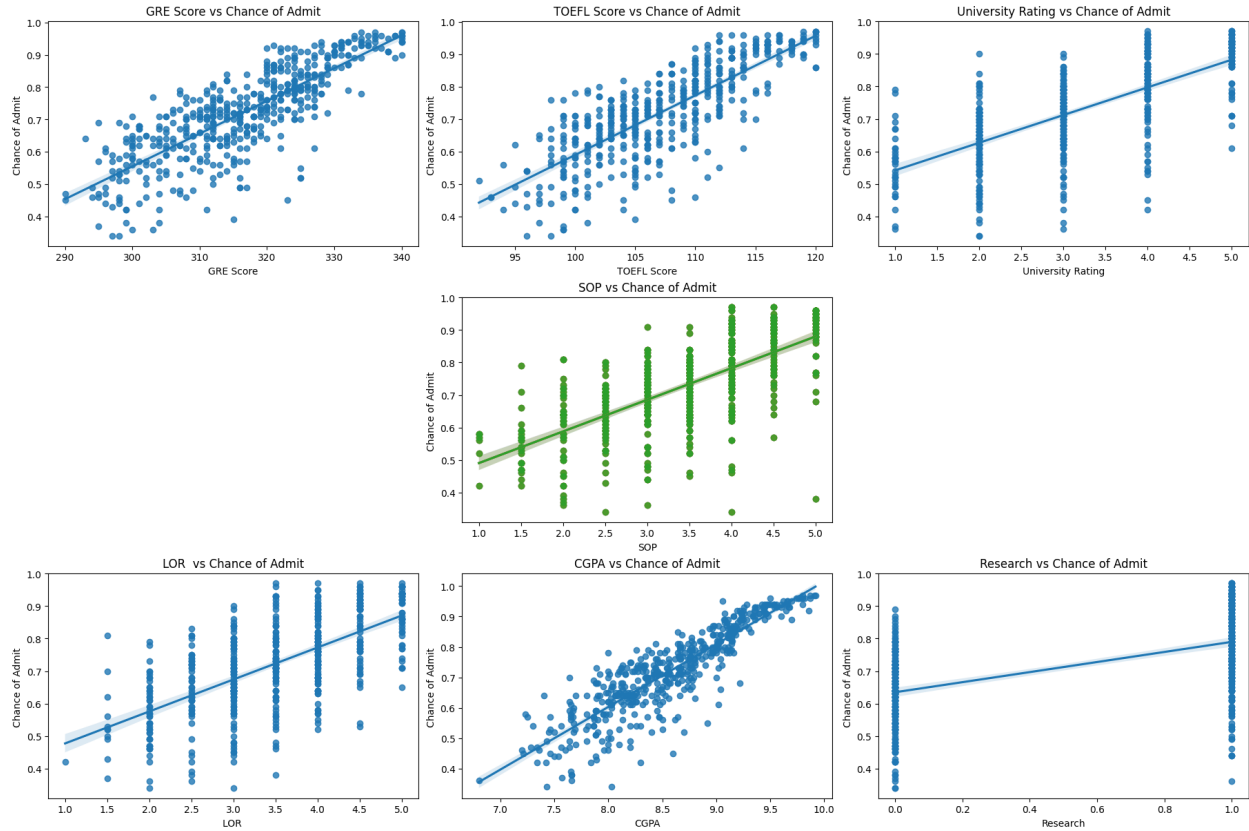 GRE Score vs Chance of Admit
Chance of Admit
1.0
0.9
0.8
0.7
0.6
0.5
0.4
290 300 310 320 330 340
GRE Score
TOEFL Score vs Chance of Admit
Chance of Admit
1.0
0.9
0.8
0.7
0.6
0.5
0.4
95 100 105 110 115 120
TOEFL Score
University Rating vs Chance of Admit
Chance of Admit
1.0
0.9
0.8
0.7
0.6
0.5
0.4
1.0 1.5 2.0 2.5 3.0 3.5 4.0 4.5 5.0
University Rating
SOP vs Chance of Admit
Chance of Admit
1.0
0.9
0.8
0.7
0.6
0.5
0.4
1.0 1.5 2.0 2.5 3.0 3.5 4.0 4.5 5.0
SOP
LOR  vs Chance of Admit
Chance of Admit
1.0
0.9
0.8
0.7
0.6
0.5
0.4
1.0 1.5 2.0 2.5 3.0 3.5 4.0 4.5 5.0
LOR
CGPA vs Chance of Admit
Chance of Admit
1.0
0.9
0.8
0.7
0.6
0.5
0.4
7.0 7.5 8.0 8.5 9.0 9.5 10.0
CGPA
Research vs Chance of Admit
Chance of Admit
1.0
0.9
0.8
0.7
0.6
0.5
0.4
0.0 0.2 0.4 0.6 0.8 1.0
Research